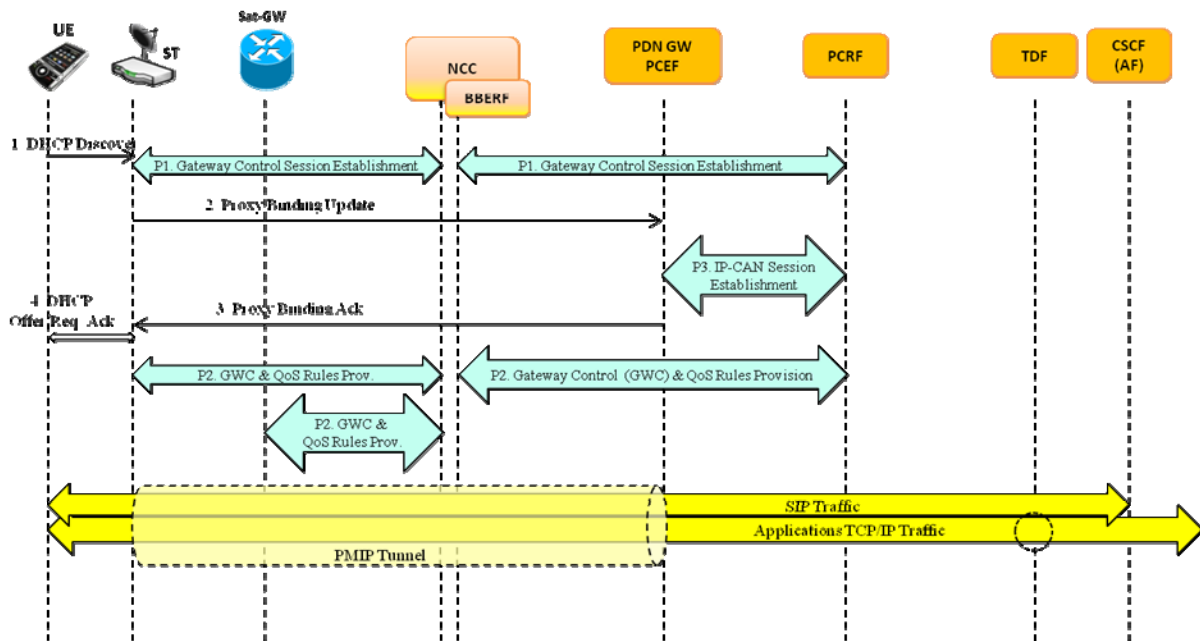 UE
ST
Sat-GW
NCC
BBERF
PDN GW
PCEF
PCRF
TDF
CSCF
(AF)
1 DHCP Discover
P1. Gateway Control Session Establishment
P1. Gateway Control Session Establishment
2 Proxy Binding Update
P3. IP-CAN Session
Establishment
4 DHCP
Offer Req Ack
3 Proxy Binding Ack
P2. GWC & QoS Rules Prov.
P2. Gateway Control (GWC) & QoS Rules Provision
P2. GWC &
QoS Rules Prov.
SIP Traffic
Applications TCP/IP Traffic
PMIP Tunnel